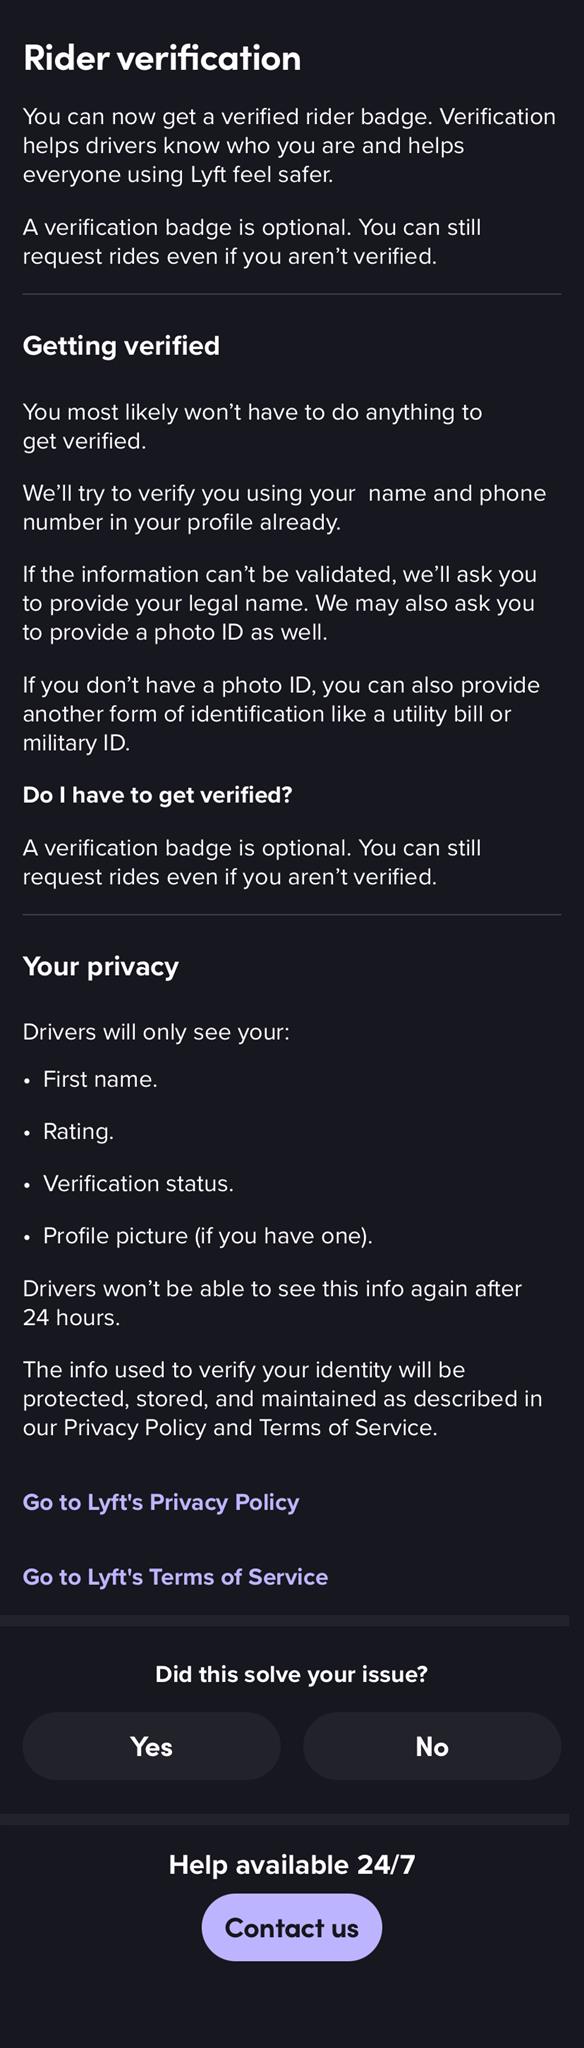 Rider verification
You can now get a verified rider badge. Verification
helps drivers know who you are and helps
everyone using Lyft feel safer.
A verification badge is optional. You can still
request rides even if you aren’t verified.
Getting verified
You most likely won’t have to do anything to
get verified.
We’ll try to verify you using your  name and phone
number in your profile already.
If the information can’t be validated, we’ll ask you
to provide your legal name. We may also ask you
to provide a photo ID as well.
If you don’t have a photo ID, you can also provide
another form of identification like a utility bill or
military ID.
Do I have to get verified?
A verification badge is optional. You can still
request rides even if you aren’t verified.
Your privacy
Drivers will only see your:
• First name.
• Rating.
• Verification status.
• Profile picture (if you have one).
Drivers won’t be able to see this info again after
24 hours.
The info used to verify your identity will be
protected, stored, and maintained as described in
our Privacy Policy and Terms of Service.
Go to Lyft's Privacy Policy
Go to Lyft's Terms of Service
Did this solve your issue?
Yes No
Help available 24/7
Contact us